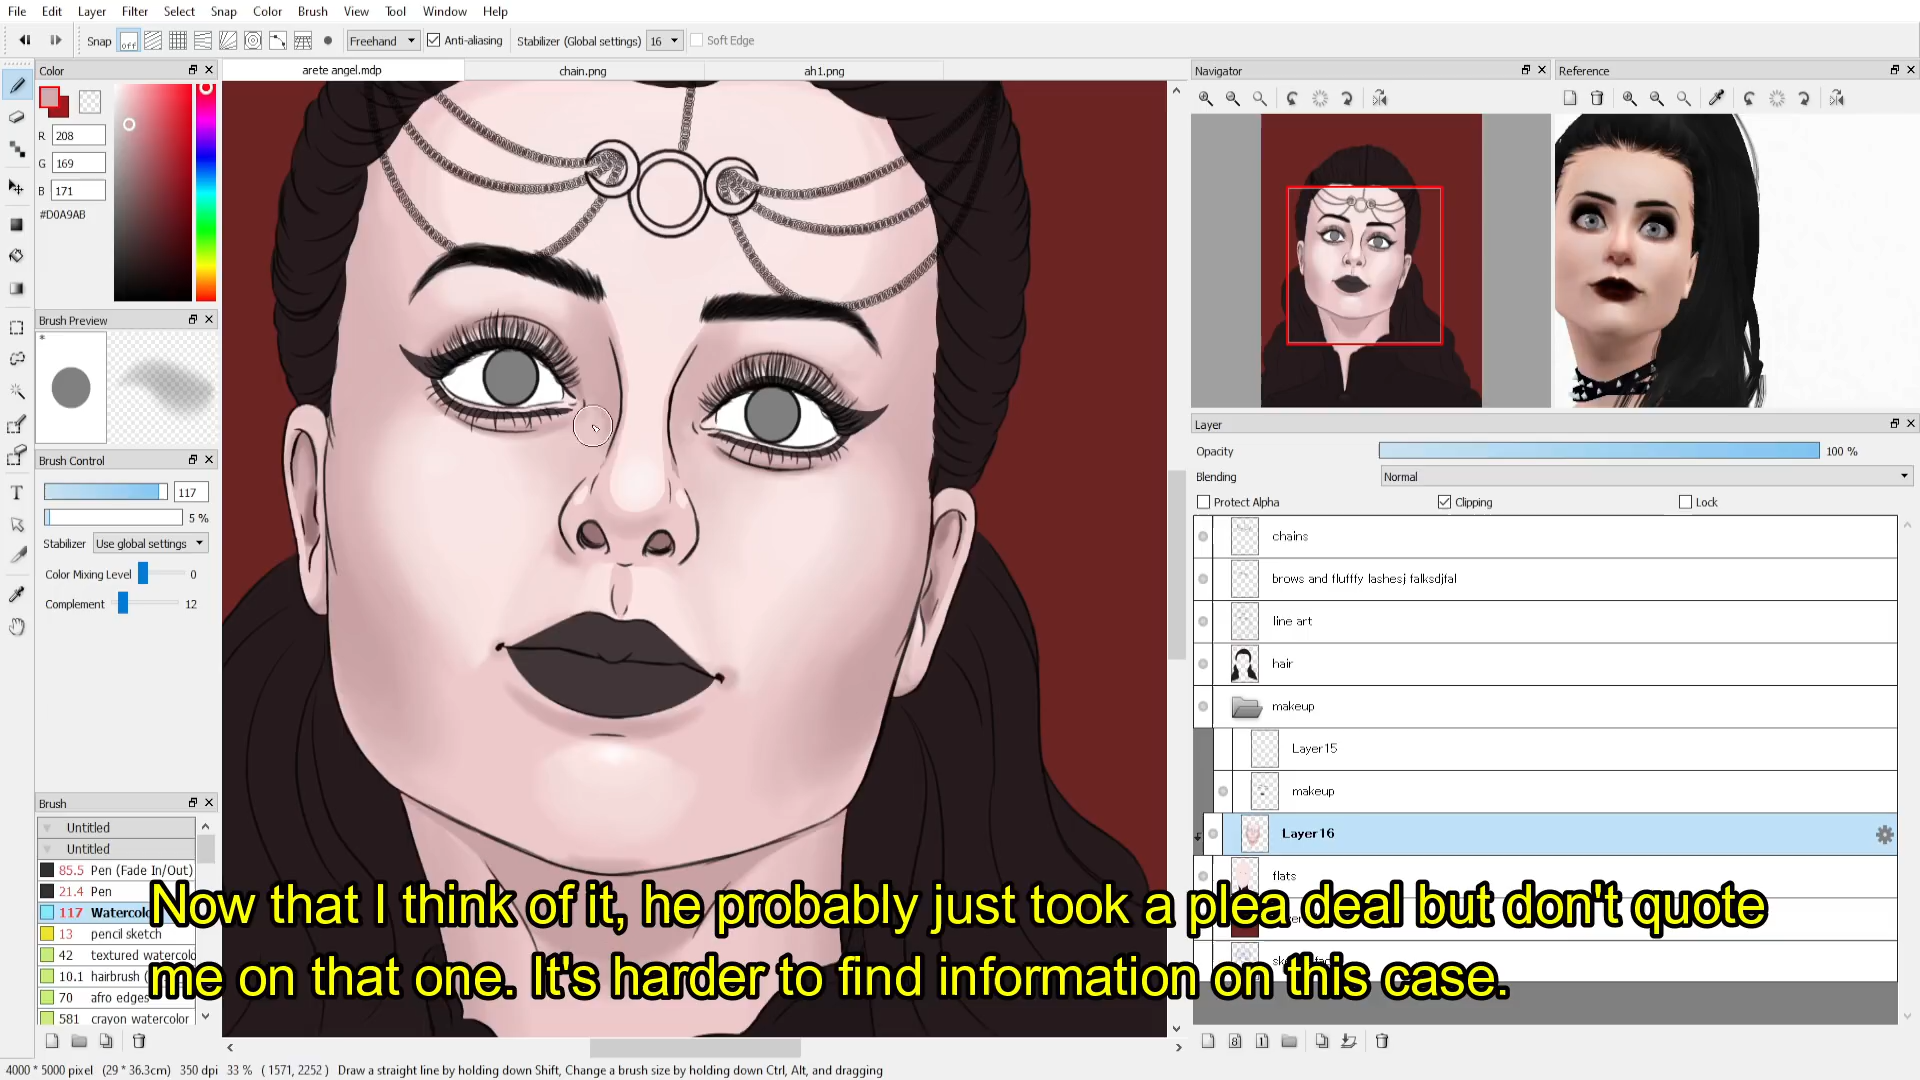 File Edit Layer Filter Select Snap Color Brush View Tool Window Help
Snap off Freehand Anti-aliasing Stabilizer (Global settings) 16 Soft Edge
Color
arete angel.mdp chain.png ah1.png
Navigator
Reference
R 208
G 169
B 171
#D0A9AB
Brush Preview
*
Brush Control
117
5 %
Stabilizer Use global settings
Color Mixing Level 0
Complement 12
Layer
Opacity 100 %
Blending Normal
Protect Alpha Clipping Lock
chains
brows and flufffy lashesj falksdjfal
line art
hair
makeup
Layer15
makeup
Layer16
flats
Brush
Untitled
Untitled
85.5 Pen (Fade In/Out)
21.4 Pen
117 Watercolo
13 pencil sketch
42 textured watercolo
10.1 hairbrush (
70 afro edges
581 crayon watercolor
Now that I think of it, he probably just took a plea deal but don't quote
me on that one. It's harder to find information on this case.
4000 * 5000 pixel (29 * 36.3cm) 350 dpi 33 % ( 1571, 2252 ) Draw a straight line by holding down Shift, Change a brush size by holding down Ctrl, Alt, and dragging